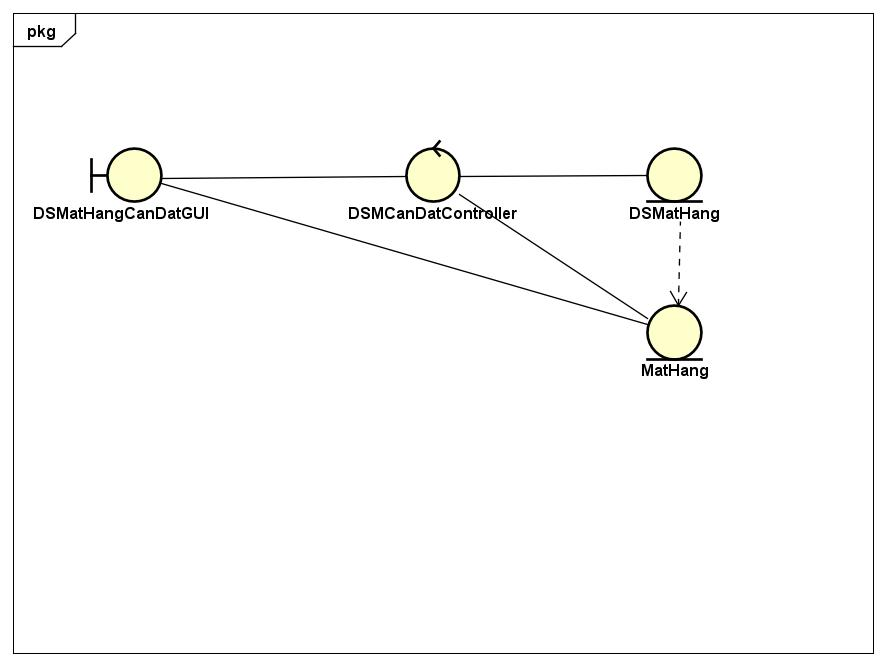 pkg
DSMatHangCanDatGUI
DSMCanDatController
DSMatHang
MatHang